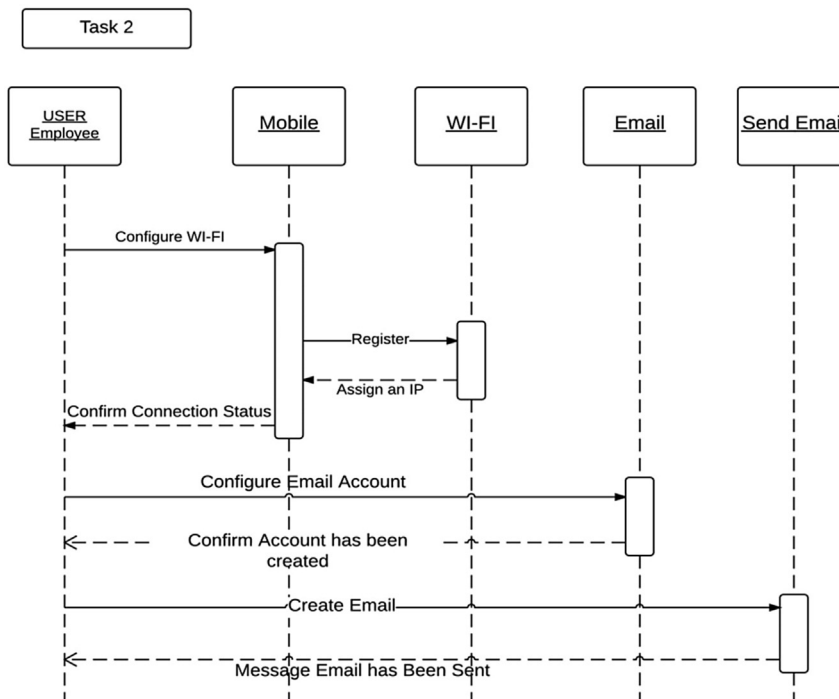 Task 2
USER
Employee
Mobile
WI-FI
Email
Send Emai
Configure WI-FI
Register
Assign an IP
Confirm Connection Status
Configure Email Account
Confirm Account has been
created
Create Email
Message Email has Been Sent